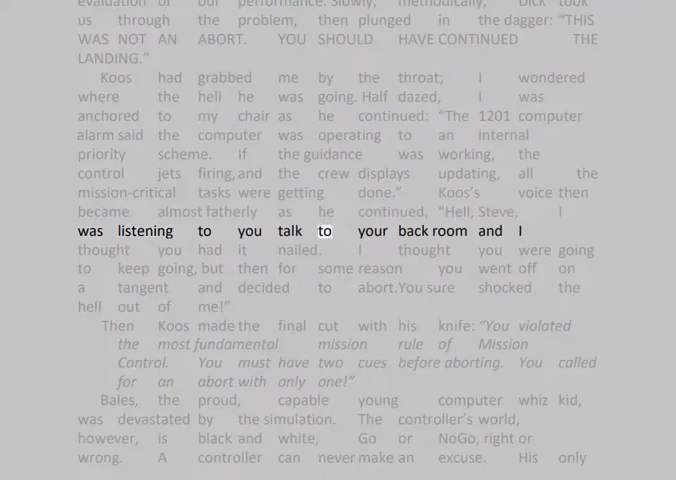 evaluation of our performance. Slowly, methodically, Dick took
us through the problem, then plunged in the dagger: “THIS
WAS NOT AN ABORT. YOU SHOULD HAVE CONTINUED THE
LANDING.”
Koos had grabbed me by the throat; I wondered
where the hell he was going. Half dazed, I was
anchored to my chair as he continued: “The 1201 computer
alarm said the computer was operating to an internal
priority scheme. If the guidance was working, the
control jets firing, and the crew displays updating, all the
mission-critical tasks were getting done.” Koos’s voice then
became almost fatherly as he continued, “Hell, Steve, I
was listening to you talk to your back room and I
thought you had it nailed. I thought you were going
to keep going, but then for some reason you went off on
a tangent and decided to abort. You sure shocked the
hell out of me!”
Then Koos made the final cut with his knife: “You violated
the most fundamental mission rule of Mission
Control. You must have two cues before aborting. You called
for an abort with only one!”
Bales, the proud, capable young computer whiz kid,
was devastated by the simulation. The controller’s world,
however, is black and white, Go or NoGo, right or
wrong. A controller can never make an excuse. His only